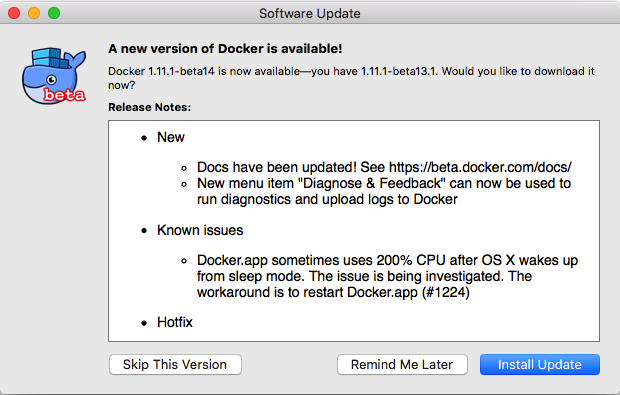 Software Update
A new version of Docker is available!
Docker 1.11.1-beta14 is now available—you have 1.11.1-beta13.1. Would you like to download it
now?
beta
Release Notes:
• New
Docs have been updated! See https://beta.docker.com/docs/
New menu item "Diagnose & Feedback" can now be used to
run diagnostics and upload logs to Docker
• Known issues
Docker.app sometimes uses 200% CPU after OS X wakes up
from sleep mode. The issue is being investigated. The
workaround is to restart Docker.app (#1224)
• Hotfix
Skip This Version
Remind Me Later
Install Update